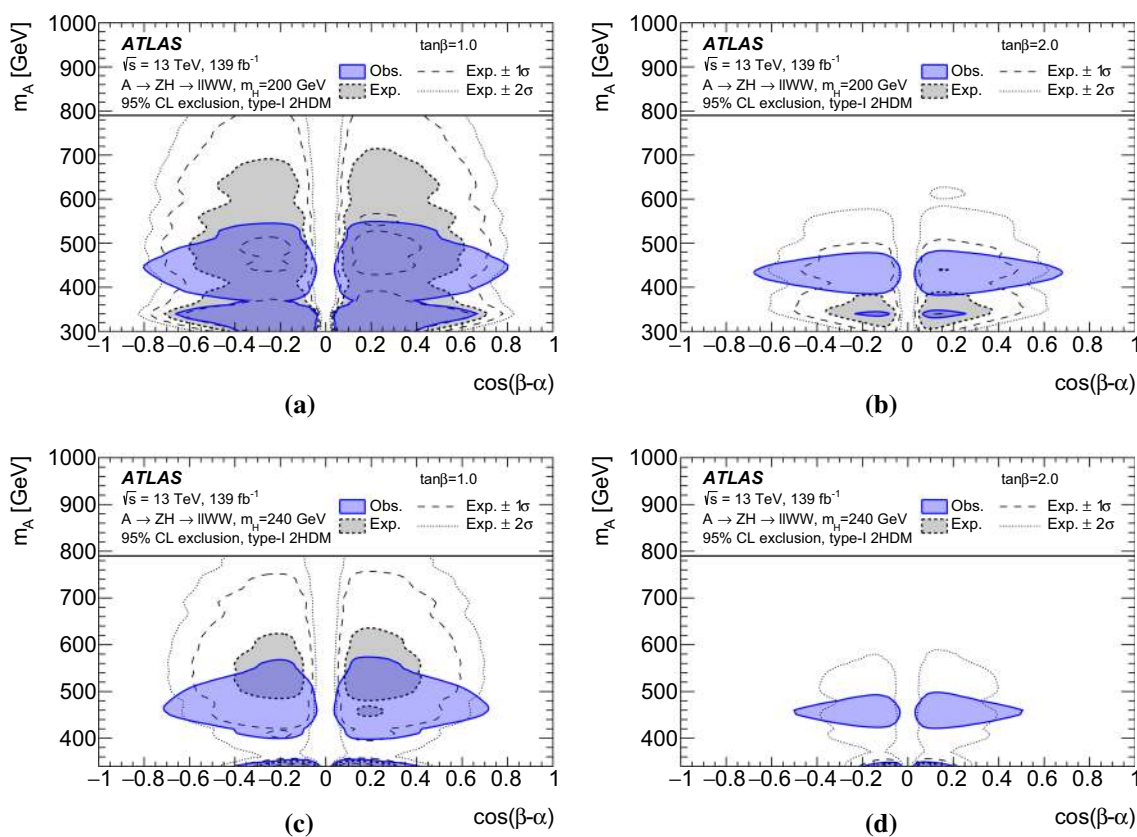 m_A [GeV]
1000
900
800
700
600
500
400
300
ATLAS
√s = 13 TeV, 139 fb⁻¹
A → ZH → llWW, m_H=200 GeV
95% CL exclusion, type-I 2HDM
tanβ=1.0
Obs. Exp. ± 1σ
Exp. Exp. ± 2σ
−1 −0.8 −0.6 −0.4 −0.2 0 0.2 0.4 0.6 0.8 1
cos(β-α)
(a)
m_A [GeV]
1000
900
800
700
600
500
400
300
ATLAS
√s = 13 TeV, 139 fb⁻¹
A → ZH → llWW, m_H=200 GeV
95% CL exclusion, type-I 2HDM
tanβ=2.0
Obs. Exp. ± 1σ
Exp. Exp. ± 2σ
−1 −0.8 −0.6 −0.4 −0.2 0 0.2 0.4 0.6 0.8 1
cos(β-α)
(b)
m_A [GeV]
1000
900
800
700
600
500
400
ATLAS
√s = 13 TeV, 139 fb⁻¹
A → ZH → llWW, m_H=240 GeV
95% CL exclusion, type-I 2HDM
tanβ=1.0
Obs. Exp. ± 1σ
Exp. Exp. ± 2σ
−1 −0.8 −0.6 −0.4 −0.2 0 0.2 0.4 0.6 0.8 1
cos(β-α)
(c)
m_A [GeV]
1000
900
800
700
600
500
400
ATLAS
√s = 13 TeV, 139 fb⁻¹
A → ZH → llWW, m_H=240 GeV
95% CL exclusion, type-I 2HDM
tanβ=2.0
Obs. Exp. ± 1σ
Exp. Exp. ± 2σ
−1 −0.8 −0.6 −0.4 −0.2 0 0.2 0.4 0.6 0.8 1
cos(β-α)
(d)